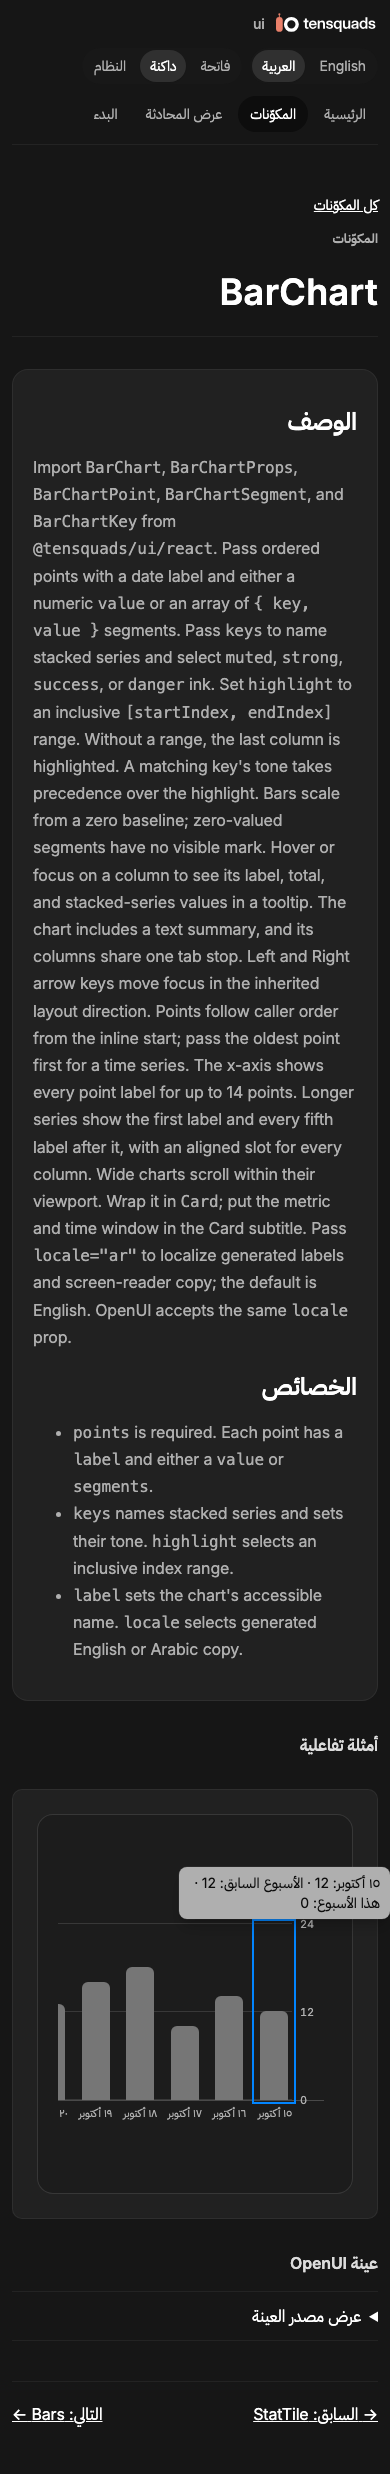 tensquads ui
English العربية فاتحة داكنة النظام
الرئيسية المكوّنات عرض المحادثة البدء
كل المكوّنات
المكوّنات
BarChart
الوصف
Import BarChart, BarChartProps,
BarChartPoint, BarChartSegment, and
BarChartKey from
@tensquads/ui/react. Pass ordered
points with a date label and either a
numeric value or an array of { key,
value } segments. Pass keys to name
stacked series and select muted, strong,
success, or danger ink. Set highlight to
an inclusive [startIndex, endIndex]
range. Without a range, the last column is
highlighted. A matching key's tone takes
precedence over the highlight. Bars scale
from a zero baseline; zero-valued
segments have no visible mark. Hover or
focus on a column to see its label, total,
and stacked-series values in a tooltip. The
chart includes a text summary, and its
columns share one tab stop. Left and Right
arrow keys move focus in the inherited
layout direction. Points follow caller order
from the inline start; pass the oldest point
first for a time series. The x-axis shows
every point label for up to 14 points. Longer
series show the first label and every fifth
label after it, with an aligned slot for every
column. Wide charts scroll within their
viewport. Wrap it in Card; put the metric
and time window in the Card subtitle. Pass
locale="ar" to localize generated labels
and screen-reader copy; the default is
English. OpenUI accepts the same locale
prop.
الخصائص
• points is required. Each point has a
label and either a value or
segments.
• keys names stacked series and sets
their tone. highlight selects an
inclusive index range.
• label sets the chart's accessible
name. locale selects generated
English or Arabic copy.
أمثلة تفاعلية
١٥ أكتوبر: 12 · الأسبوع السابق: 12 ·
هذا الأسبوع: 0
24
12
0
١٥ أكتوبر ١٦ أكتوبر ١٧ أكتوبر ١٨ أكتوبر ١٩ أكتوبر ٢٠
عينة OpenUI
◀ عرض مصدر العينة
→ السابق: StatTile
التالي: Bars ←